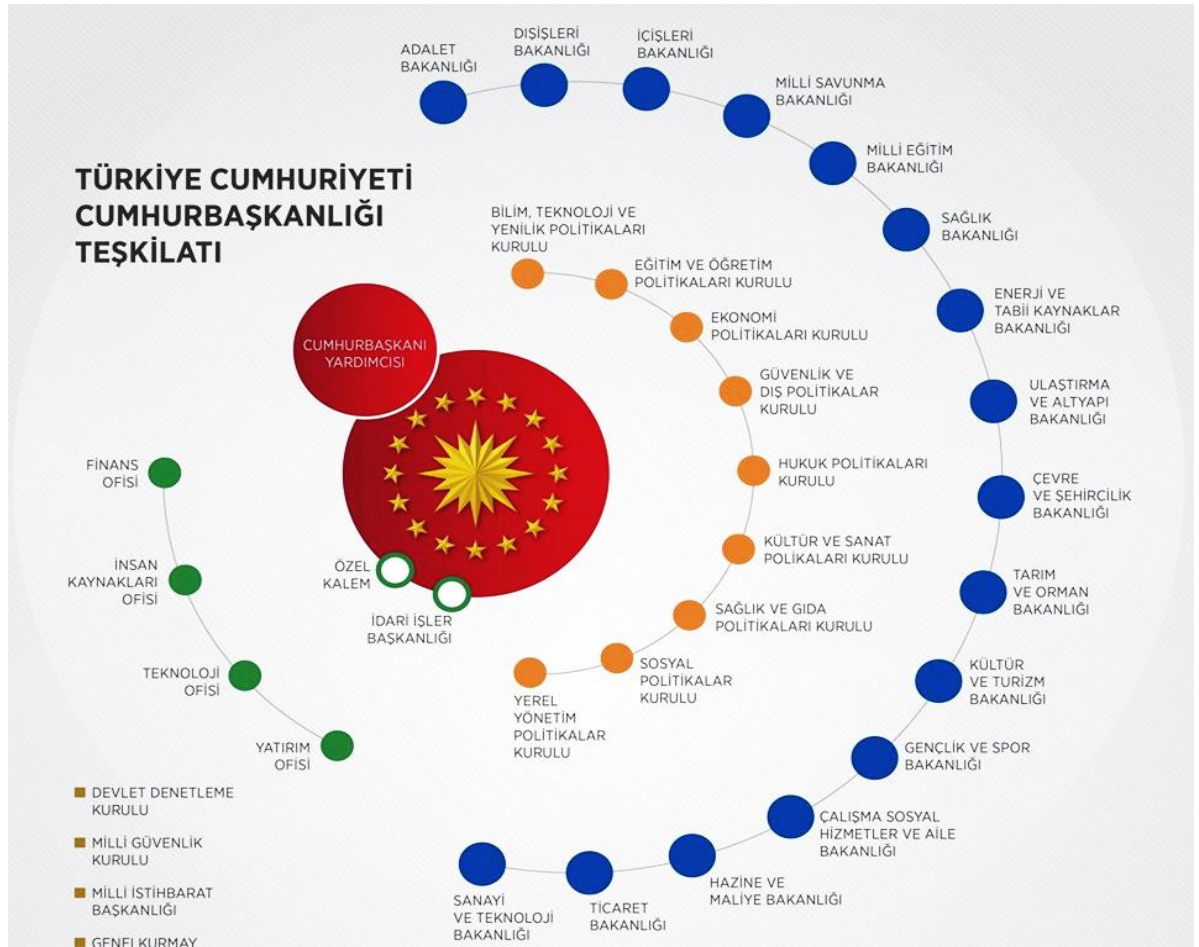 TÜRKİYE CUMHURİYETİ
CUMHURBAŞKANLIĞI
TEŞKİLATI
CUMHURBAŞKANI
YARDIMCISI
ÖZEL
KALEM
İDARİ İŞLER
BAŞKANLIĞI
ADALET
BAKANLIĞI
DIŞİŞLERİ
BAKANLIĞI
İÇİŞLERİ
BAKANLIĞI
MİLLİ SAVUNMA
BAKANLIĞI
MİLLİ EĞİTİM
BAKANLIĞI
SAĞLIK
BAKANLIĞI
ENERJİ VE
TABİİ KAYNAKLAR
BAKANLIĞI
ULAŞTIRMA
VE ALTYAPI
BAKANLIĞI
ÇEVRE
VE ŞEHİRCİLİK
BAKANLIĞI
TARIM
VE ORMAN
BAKANLIĞI
KÜLTÜR
VE TURİZM
BAKANLIĞI
GENÇLİK VE SPOR
BAKANLIĞI
ÇALIŞMA SOSYAL
HİZMETLER VE AİLE
BAKANLIĞI
HAZİNE VE
MALİYE BAKANLIĞI
TİCARET
BAKANLIĞI
SANAYİ
VE TEKNOLOJİ
BAKANLIĞI
BİLİM, TEKNOLOJİ VE
YENİLİK POLİTİKALARI
KURULU
EĞİTİM VE ÖĞRETİM
POLİTİKALARI KURULU
EKONOMİ
POLİTİKALARI KURULU
GÜVENLİK VE
DIŞ POLİTİKALAR
KURULU
HUKUK POLİTİKALARI
KURULU
KÜLTÜR VE SANAT
POLİKALARI KURULU
SAĞLIK VE GIDA
POLİTİKALARI KURULU
SOSYAL
POLİTİKALAR
KURULU
YEREL
YÖNETİM
POLİTİKALAR
KURULU
FİNANS
OFİSİ
İNSAN
KAYNAKLARI
OFİSİ
TEKNOLOJİ
OFİSİ
YATIRIM
OFİSİ
DEVLET DENETLEME
KURULU
MİLLİ GÜVENLİK
KURULU
MİLLİ İSTİHBARAT
BAŞKANLIĞI
GENELKURMAY